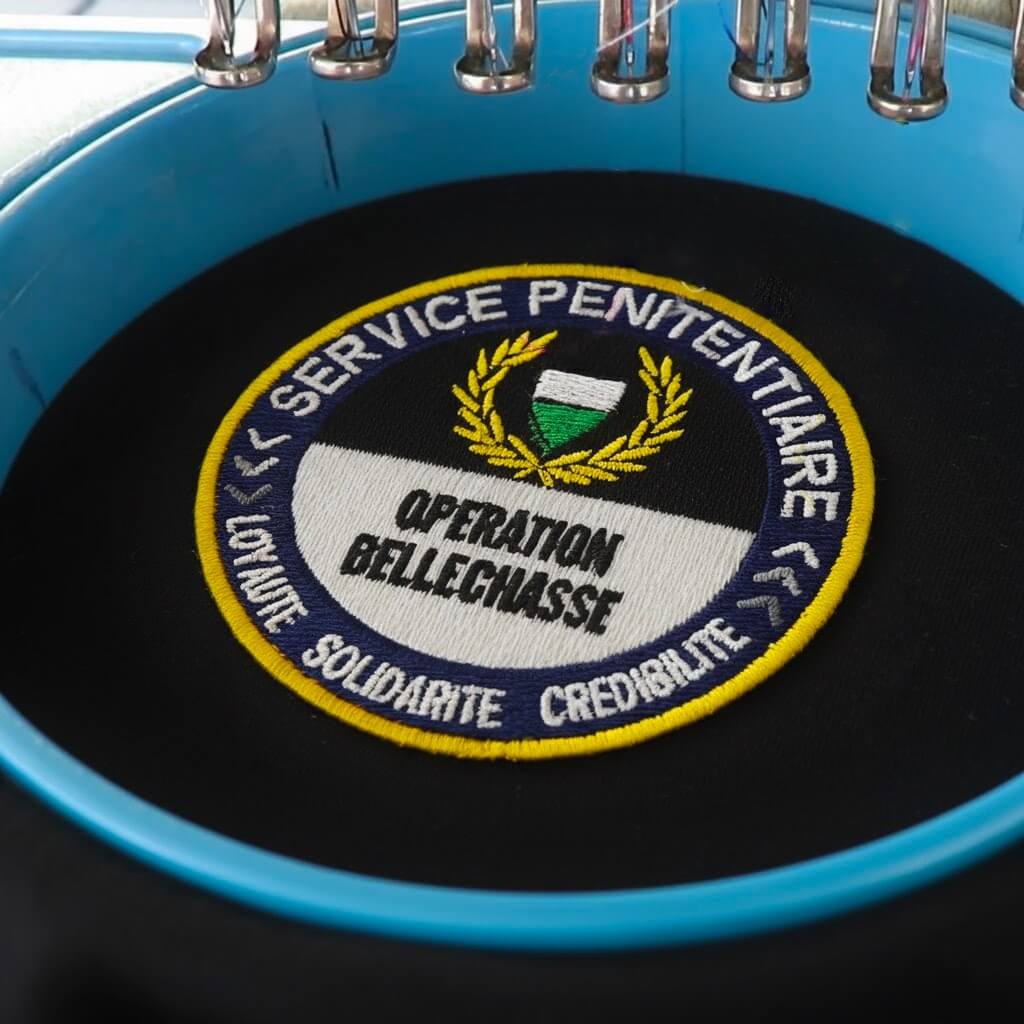 SERVICE PENITENTIAIRE
OPERATION
BELLECHASSE
LOYAUTE SOLIDARITE CREDIBILITE